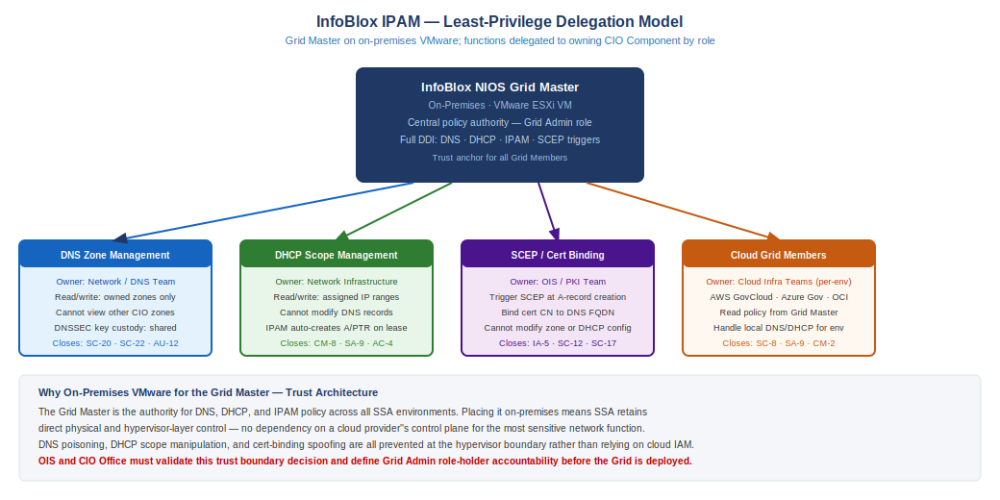 InfoBlox IPAM — Least-Privilege Delegation Model
Grid Master on on-premises VMware; functions delegated to owning CIO Component by role
InfoBlox NIOS Grid Master
On-Premises · VMware ESXi VM
Central policy authority — Grid Admin role
Full DDI: DNS · DHCP · IPAM · SCEP triggers
Trust anchor for all Grid Members
DNS Zone Management
Owner: Network / DNS Team
Read/write: owned zones only
Cannot view other CIO zones
DNSSEC key custody: shared
Closes: SC-20 · SC-22 · AU-12
DHCP Scope Management
Owner: Network Infrastructure
Read/write: assigned IP ranges
Cannot modify DNS records
IPAM auto-creates A/PTR on lease
Closes: CM-8 · SA-9 · AC-4
SCEP / Cert Binding
Owner: OIS / PKI Team
Trigger SCEP at A-record creation
Bind cert CN to DNS FQDN
Cannot modify zone or DHCP config
Closes: IA-5 · SC-12 · SC-17
Cloud Grid Members
Owner: Cloud Infra Teams (per-env)
AWS GovCloud · Azure Gov · OCI
Read policy from Grid Master
Handle local DNS/DHCP for env
Closes: SC-8 · SA-9 · CM-2
Why On-Premises VMware for the Grid Master — Trust Architecture
The Grid Master is the authority for DNS, DHCP, and IPAM policy across all SSA environments. Placing it on-premises means SSA retains
direct physical and hypervisor-layer control — no dependency on a cloud provider"s control plane for the most sensitive network function.
DNS poisoning, DHCP scope manipulation, and cert-binding spoofing are all prevented at the hypervisor boundary rather than relying on cloud IAM.
OIS and CIO Office must validate this trust boundary decision and define Grid Admin role-holder accountability before the Grid is deployed.